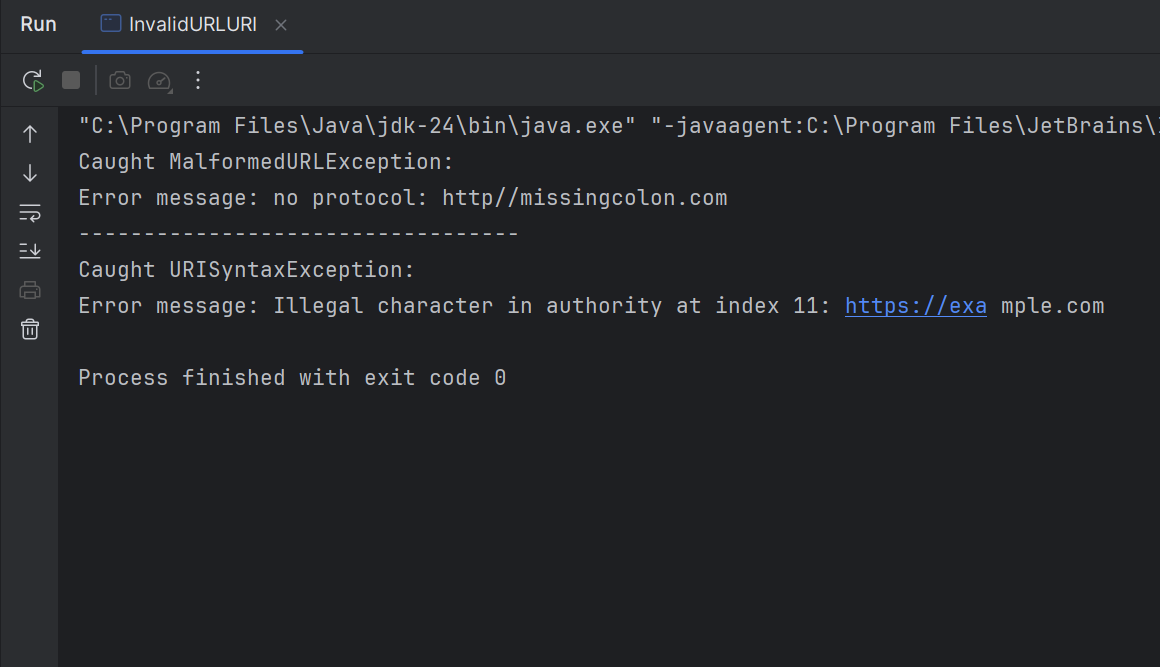 Run InvalidURLURI
"C:\Program Files\Java\jdk-24\bin\java.exe" "-javaagent:C:\Program Files\JetBrains\
Caught MalformedURLException:
Error message: no protocol: http//missingcolon.com
----------------------------------
Caught URISyntaxException:
Error message: Illegal character in authority at index 11: https://exa mple.com
Process finished with exit code 0